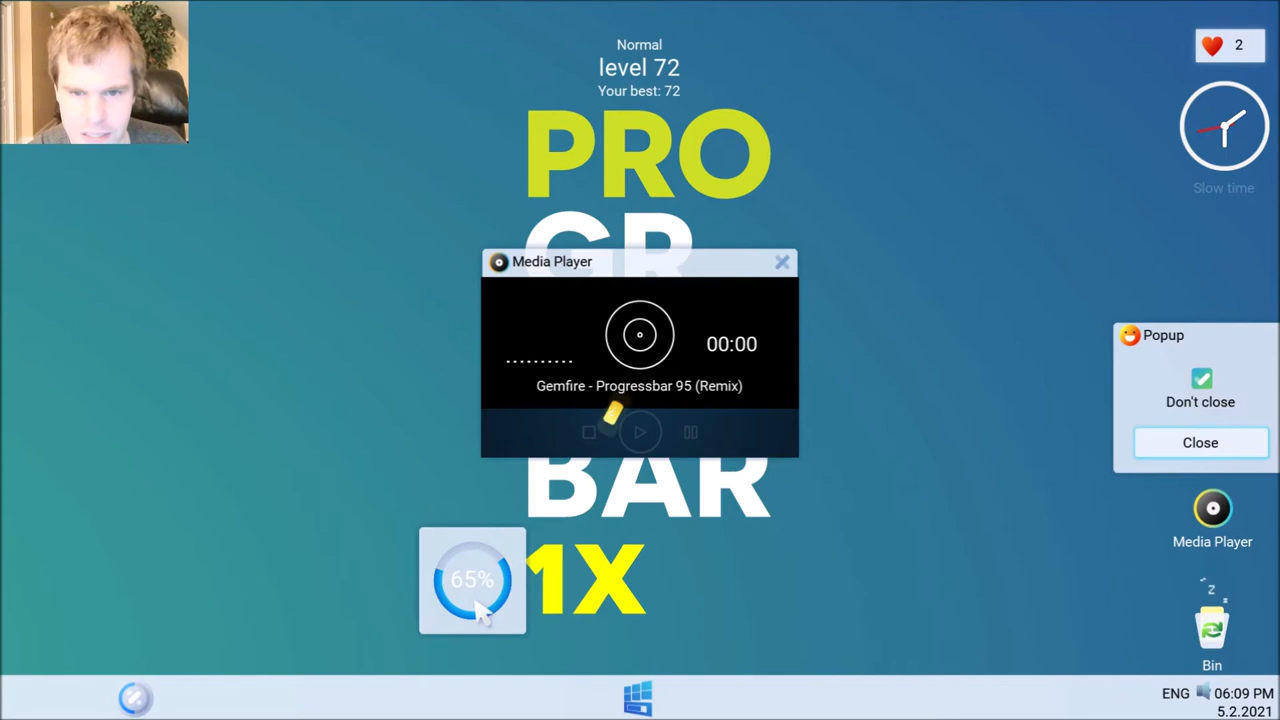 Normal
level 72
Your best: 72
2
Slow time
PRO
GR
BAR
1X
Media Player
00:00
Gemfire - Progressbar 95 (Remix)
Popup
Don't close
Close
Media Player
65%
Bin
ENG 06:09 PM
5.2.2021